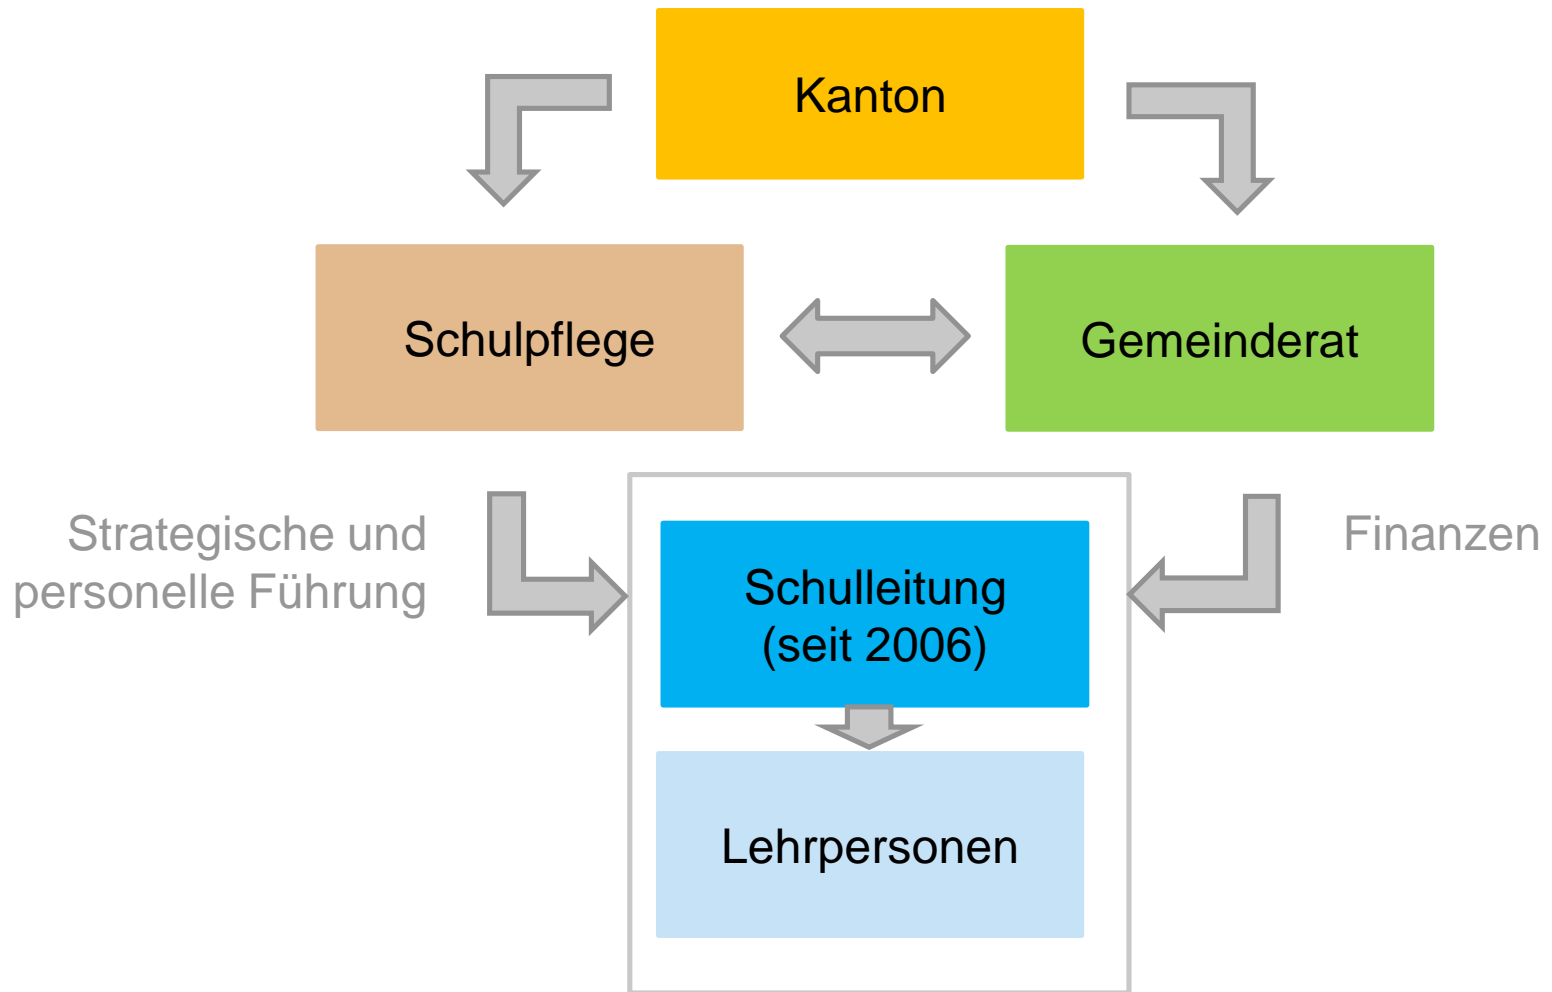 Kanton
Schulpflege
Gemeinderat
Strategische und
personelle Führung
Finanzen
Schulleitung
(seit 2006)
Lehrpersonen